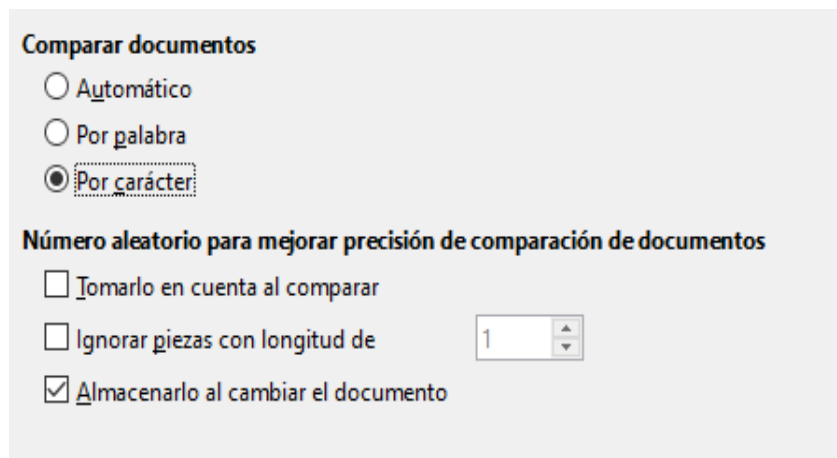 Comparar documentos
Automático
Por palabra
Por carácter
Número aleatorio para mejorar precisión de comparación de documentos
Tomarlo en cuenta al comparar
Ignorar piezas con longitud de 1
Almacenarlo al cambiar el documento